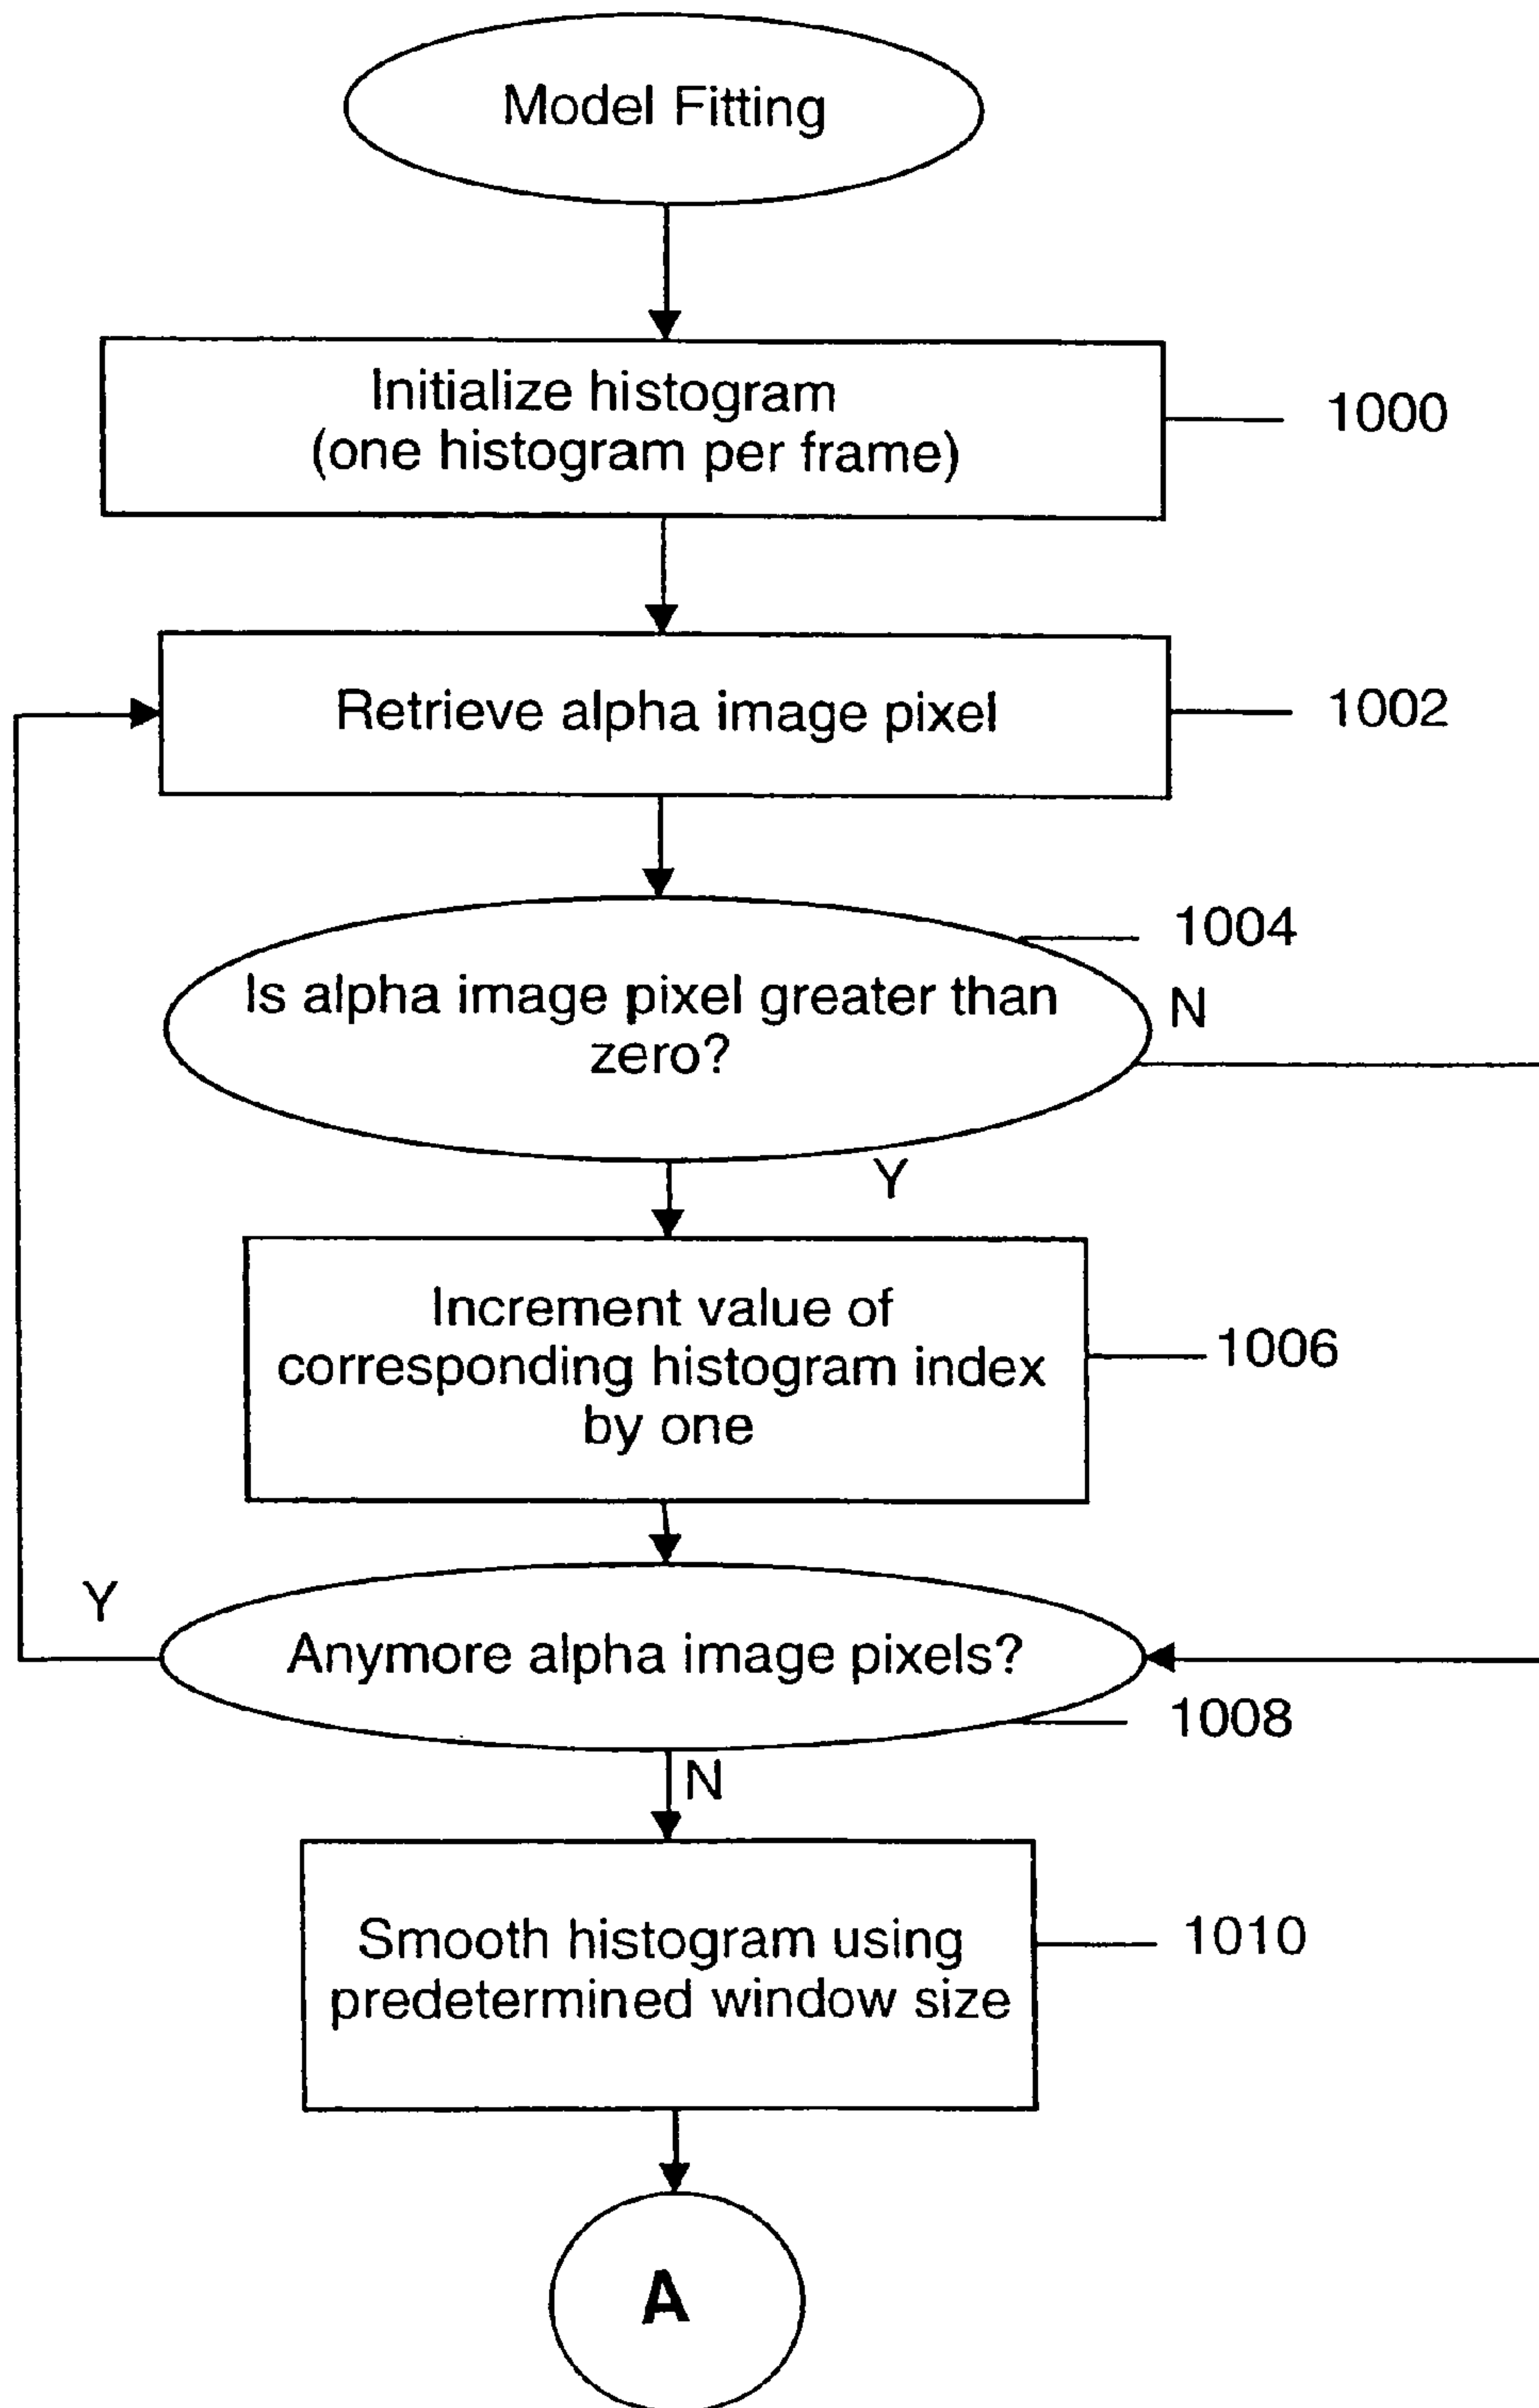 Model Fitting
Initialize histogram
(one histogram per frame)
1000
Retrieve alpha image pixel
1002
1004
Is alpha image pixel greater than
zero?
N
Y
Increment value of
corresponding histogram index
by one
1006
Y
Anymore alpha image pixels?
1008
N
Smooth histogram using
predetermined window size
1010
A